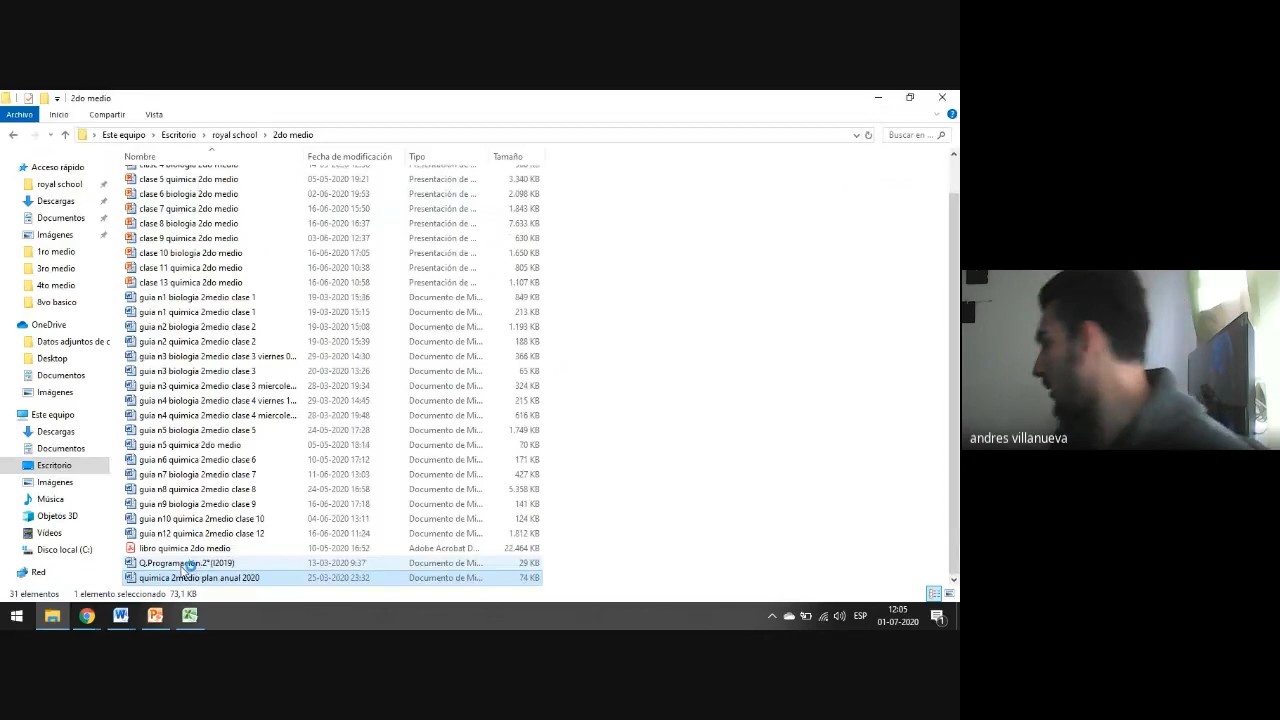 2do medio
Archivo Inicio Compartir Vista
Este equipo > Escritorio > royal school > 2do medio
Buscar en ...
Nombre Fecha de modificación Tipo Tamaño
clase 5 quimica 2do medio 05-05-2020 19:21 Presentación de ... 3.340 KB
clase 6 biologia 2do medio 02-06-2020 19:53 Presentación de ... 2.098 KB
clase 7 quimica 2do medio 16-06-2020 15:50 Presentación de ... 1.843 KB
clase 8 biologia 2do medio 16-06-2020 16:37 Presentación de ... 7.633 KB
clase 9 quimica 2do medio 03-06-2020 12:37 Presentación de ... 630 KB
clase 10 biologia 2do medio 16-06-2020 17:05 Presentación de ... 1.650 KB
clase 11 quimica 2do medio 16-06-2020 10:38 Presentación de ... 805 KB
clase 13 quimica 2do medio 16-06-2020 10:58 Presentación de ... 1.107 KB
guia n1 biologia 2medio clase 1 19-03-2020 15:36 Documento de Mi... 849 KB
guia n1 quimica 2medio clase 1 19-03-2020 15:15 Documento de Mi... 213 KB
guia n2 biologia 2medio clase 2 19-03-2020 15:08 Documento de Mi... 1.193 KB
guia n2 quimica 2medio clase 2 19-03-2020 15:39 Documento de Mi... 188 KB
guia n3 biologia 2medio clase 3 viernes 0... 29-03-2020 14:30 Documento de Mi... 366 KB
guia n3 biologia 2medio clase 3 20-03-2020 13:26 Documento de Mi... 65 KB
guia n3 quimica 2medio clase 3 miercole... 28-03-2020 19:34 Documento de Mi... 324 KB
guia n4 biologia 2medio clase 4 viernes 1... 29-03-2020 14:45 Documento de Mi... 215 KB
guia n4 quimica 2medio clase 4 miercole... 28-03-2020 19:48 Documento de Mi... 616 KB
guia n5 biologia 2medio clase 5 24-05-2020 17:28 Documento de Mi... 1.749 KB
guia n5 quimica 2do medio 05-05-2020 18:14 Documento de Mi... 70 KB
guia n6 quimica 2medio clase 6 10-05-2020 17:12 Documento de Mi... 171 KB
guia n7 biologia 2medio clase 7 11-06-2020 13:03 Documento de Mi... 427 KB
guia n8 quimica 2medio clase 8 24-05-2020 16:58 Documento de Mi... 5.358 KB
guia n9 biologia 2medio clase 9 16-06-2020 17:18 Documento de Mi... 141 KB
guia n10 quimica 2medio clase 10 04-06-2020 13:11 Documento de Mi... 124 KB
guia n12 quimica 2medio clase 12 16-06-2020 11:24 Documento de Mi... 1.812 KB
libro quimica 2do medio 10-05-2020 16:52 Adobe Acrobat D... 22.464 KB
13-03-2020 9:37 Documento de Mi... 29 KB
quimica 2medio plan anual 2020 25-03-2020 23:32 Documento de Mi... 74 KB
Acceso rápido
royal school
Descargas
Documentos
Imágenes
1ro medio
3ro medio
4to medio
8vo basico
OneDrive
Datos adjuntos de c
Desktop
Documentos
Imágenes
Este equipo
Descargas
Documentos
Escritorio
Imágenes
Música
Objetos 3D
Vídeos
Disco local (C:)
Red
31 elementos 1 elemento seleccionado 73,1 KB
ESP
12:05
01-07-2020
andres villanueva